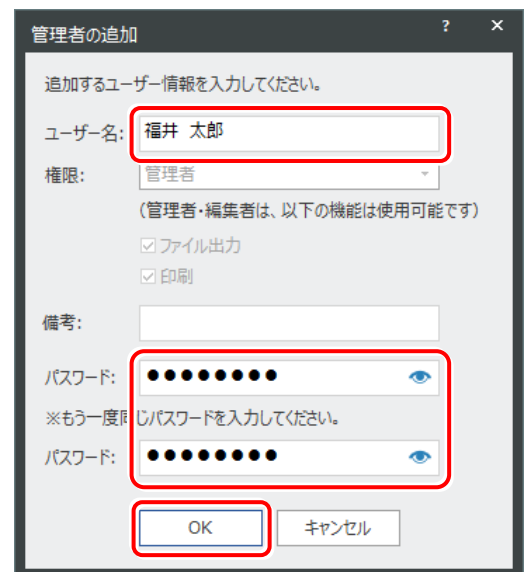 管理者の追加 ? ×
追加するユーザー情報を入力してください。
ユーザー名: 福井 太郎
権限: 管理者
(管理者・編集者は、以下の機能は使用可能です)
ファイル出力
印刷
備考:
パスワード: ●●●●●●●●
※もう一度同じパスワードを入力してください。
パスワード: ●●●●●●●●
OK キャンセル